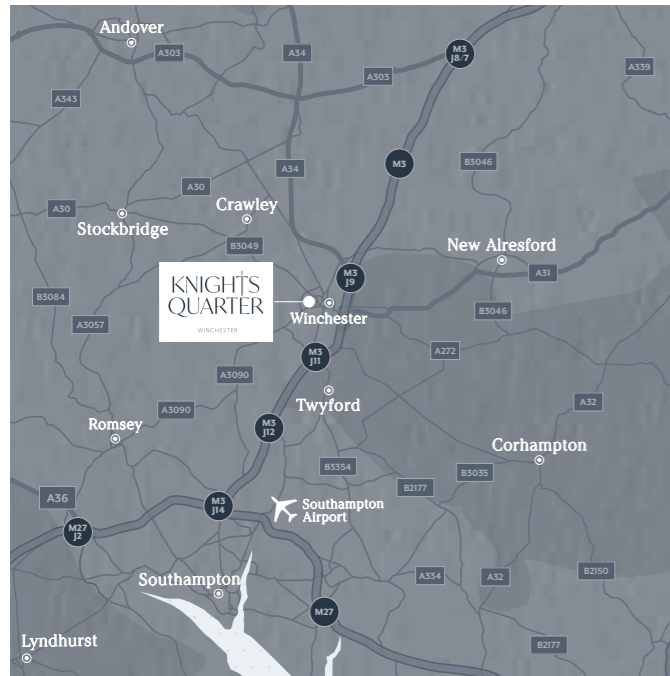 Andover
M3
J8/7
A303
A34
A339
A303
A343
M3
B3046
A34
A30
Crawley
A30
Stockbridge
B3049
New Alresford
M3
J9
A31
KNIGHTS
QUARTER
WINCHESTER
B3084
Winchester
B3046
A3057
M3
J11
A272
A3090
Twyford
A32
A3090
Romsey
M3
J12
Corhampton
B3354
B3035
B2177
A36
M3
J14
Southampton
Airport
M27
J2
Southampton
A334
A32
B2150
M27
Lyndhurst
B2177